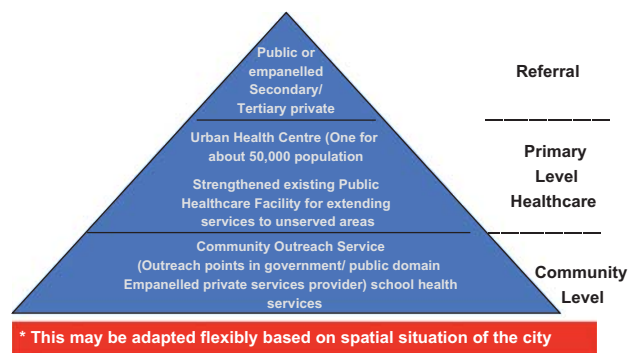 Public or
empanelled
Secondary/
Tertiary private
Referral
Urban Health Centre (One for
about 50,000 population
Strengthened existing Public
Healthcare Facility for extending
services to unserved areas
Primary
Level
Healthcare
Community Outreach Service
(Outreach points in government/ public domain
Empanelled private services provider) school health
services
Community
Level
* This may be adapted flexibly based on spatial situation of the city